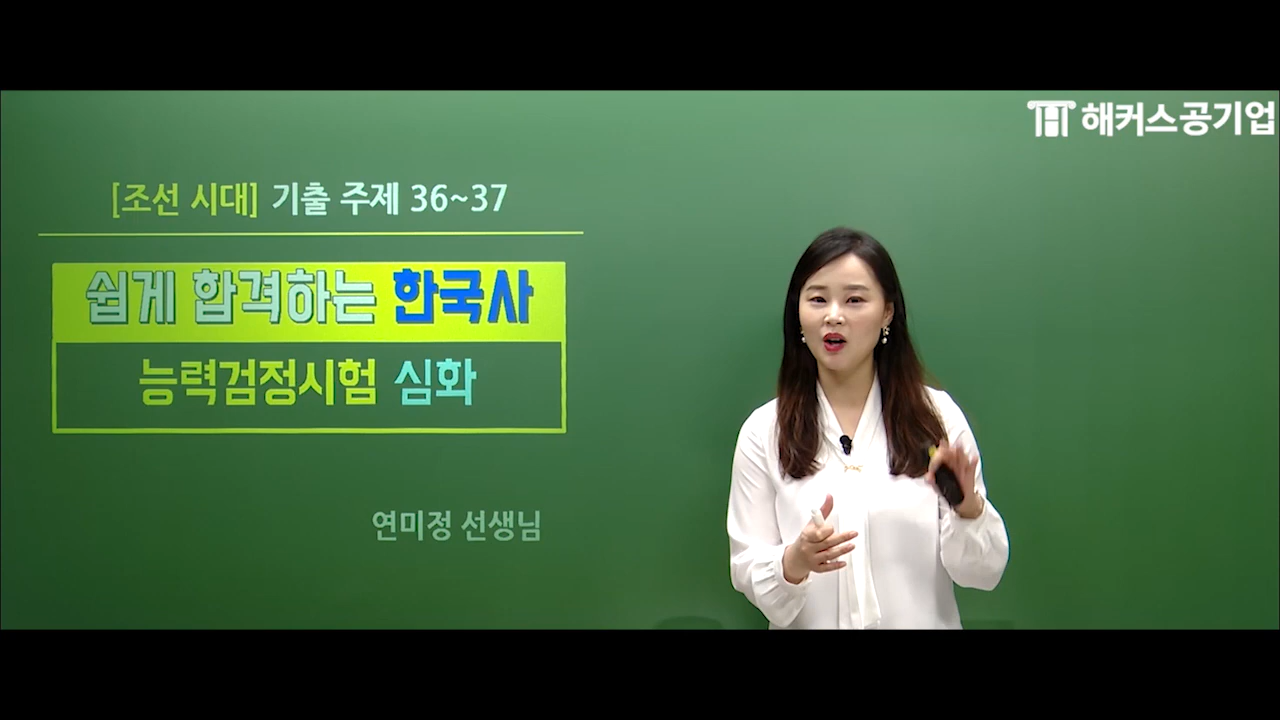 해커스공기업
[조선 시대] 기출 주제 36~37
쉽게 합격하는 한국사
능력검정시험 심화
연미정 선생님